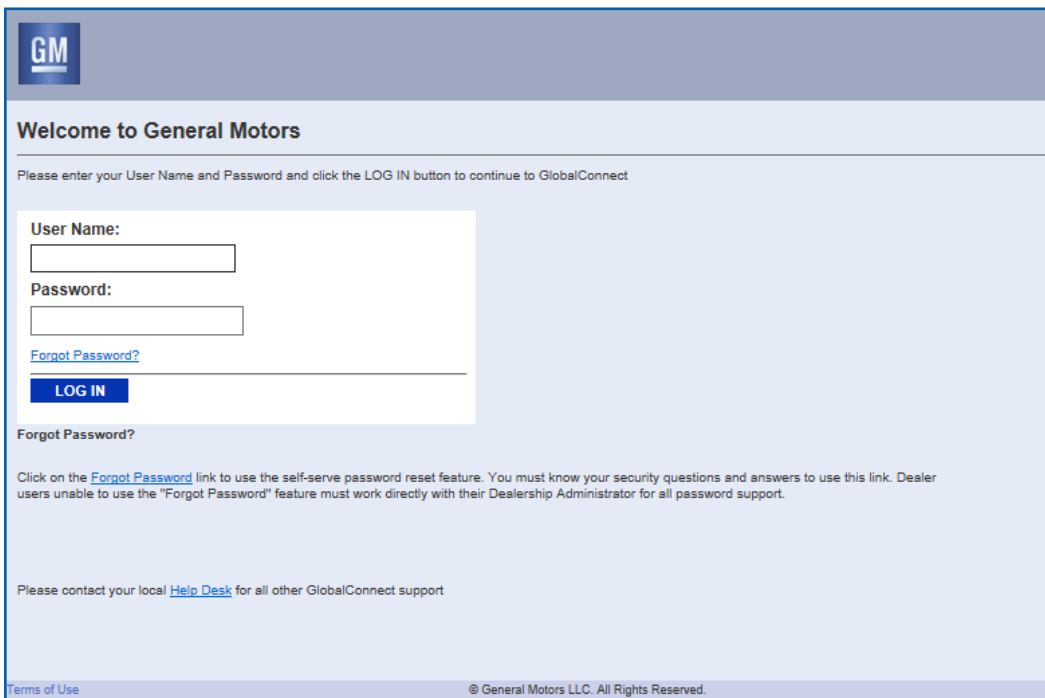 GM
Welcome to General Motors
Please enter your User Name and Password and click the LOG IN button to continue to GlobalConnect
User Name:
Password:
Forgot Password?
LOG IN
Forgot Password?
Click on the Forgot Password link to use the self-serve password reset feature. You must know your security questions and answers to use this link. Dealer
users unable to use the "Forgot Password" feature must work directly with their Dealership Administrator for all password support.
Please contact your local Help Desk for all other GlobalConnect support
Terms of Use © General Motors LLC. All Rights Reserved.